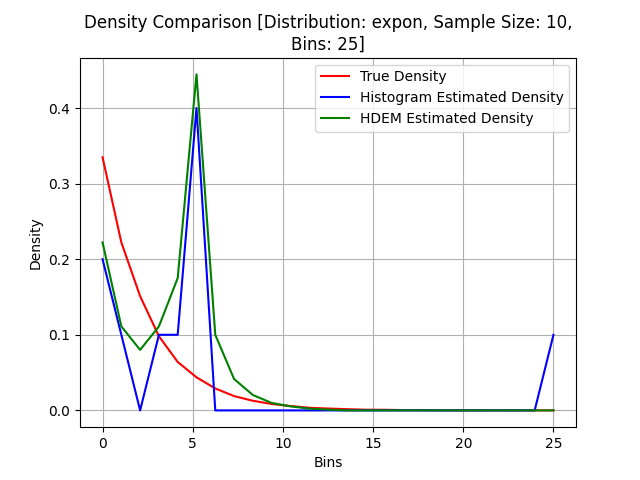 Density Comparison [Distribution: expon, Sample Size: 10,
Bins: 25]
True Density
Histogram Estimated Density
HDEM Estimated Density
Density
0.4
0.3
0.2
0.1
0.0
0 5 10 15 20 25
Bins